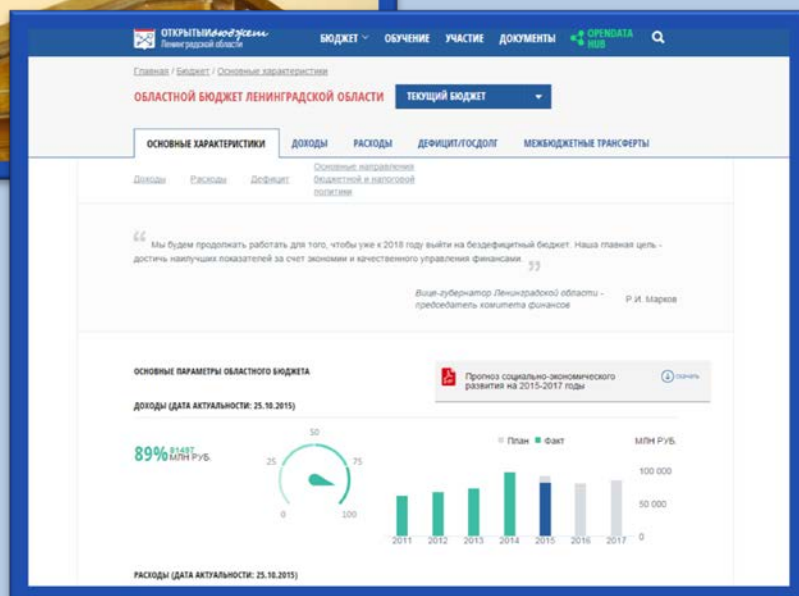 ОТКРЫТЫЙбюджет
Ленинградской области
БЮДЖЕТ ОБУЧЕНИЕ УЧАСТИЕ ДОКУМЕНТЫ OPENDATA HUB
Главная / Бюджет / Основные характеристики
ОБЛАСТНОЙ БЮДЖЕТ ЛЕНИНГРАДСКОЙ ОБЛАСТИ ТЕКУЩИЙ БЮДЖЕТ
ОСНОВНЫЕ ХАРАКТЕРИСТИКИ ДОХОДЫ РАСХОДЫ ДЕФИЦИТ/ГОСДОЛГ МЕЖБЮДЖЕТНЫЕ ТРАНСФЕРТЫ
Доходы Расходы Дефицит Основные направления
бюджетной и налоговой
политики
“ Мы будем продолжать работать для того, чтобы уже к 2018 году выйти на бездефицитный бюджет. Наша главная цель -
достичь наилучших показателей за счет экономии и качественного управления финансами. ”
Вице-губернатор Ленинградской области -
председатель комитета финансов
Р.И. Марков
ОСНОВНЫЕ ПАРАМЕТРЫ ОБЛАСТНОГО БЮДЖЕТА
Прогноз социально-экономического
развития на 2015-2017 годы
скачать
ДОХОДЫ (ДАТА АКТУАЛЬНОСТИ: 25.10.2015)
89% 81487
МЛН РУБ.
0 25 50 75 100
План Факт МЛН РУБ.
100 000
50 000
0
2011 2012 2013 2014 2015 2016 2017
РАСХОДЫ (ДАТА АКТУАЛЬНОСТИ: 25.10.2015)